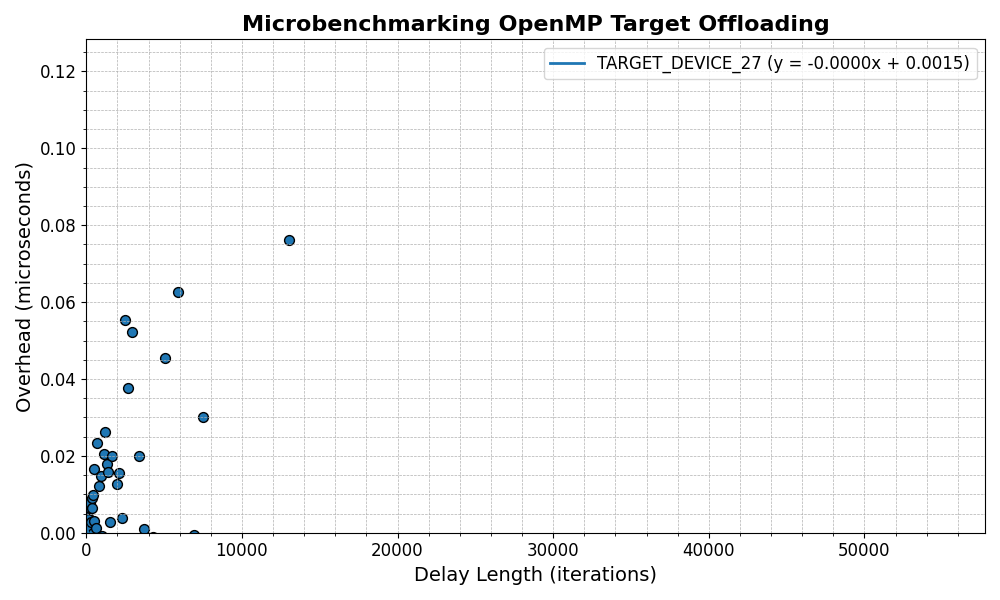 Microbenchmarking OpenMP Target Offloading
TARGET_DEVICE_27 (y = -0.0000x + 0.0015)
Overhead (microseconds)
0.12
0.10
0.08
0.06
0.04
0.02
0.00
0 10000 20000 30000 40000 50000
Delay Length (iterations)